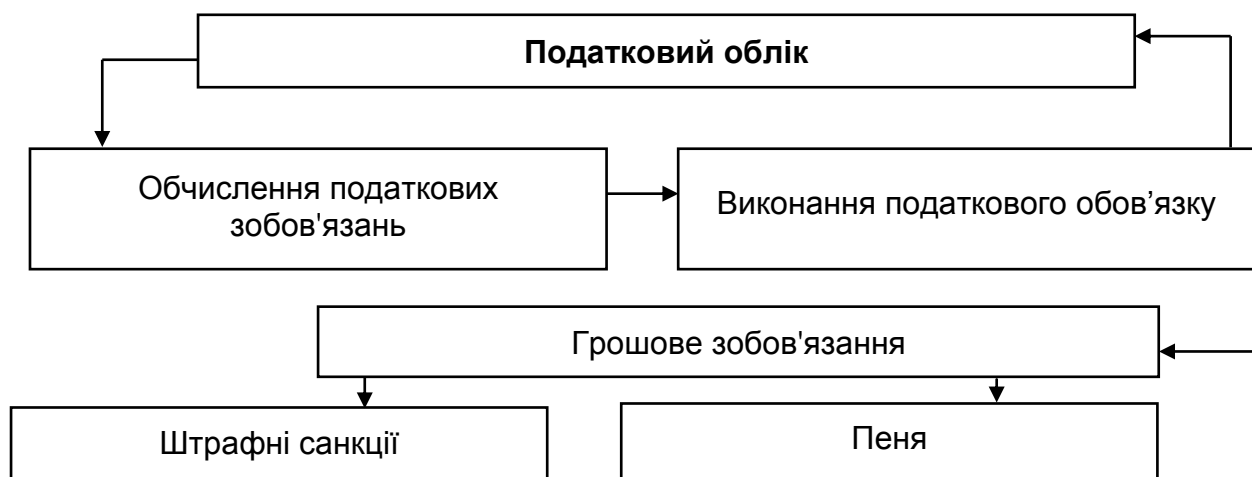 Податковий облік
Обчислення податкових
зобов'язань
Виконання податкового обов’язку
Грошове зобов'язання
Штрафні санкції
Пеня